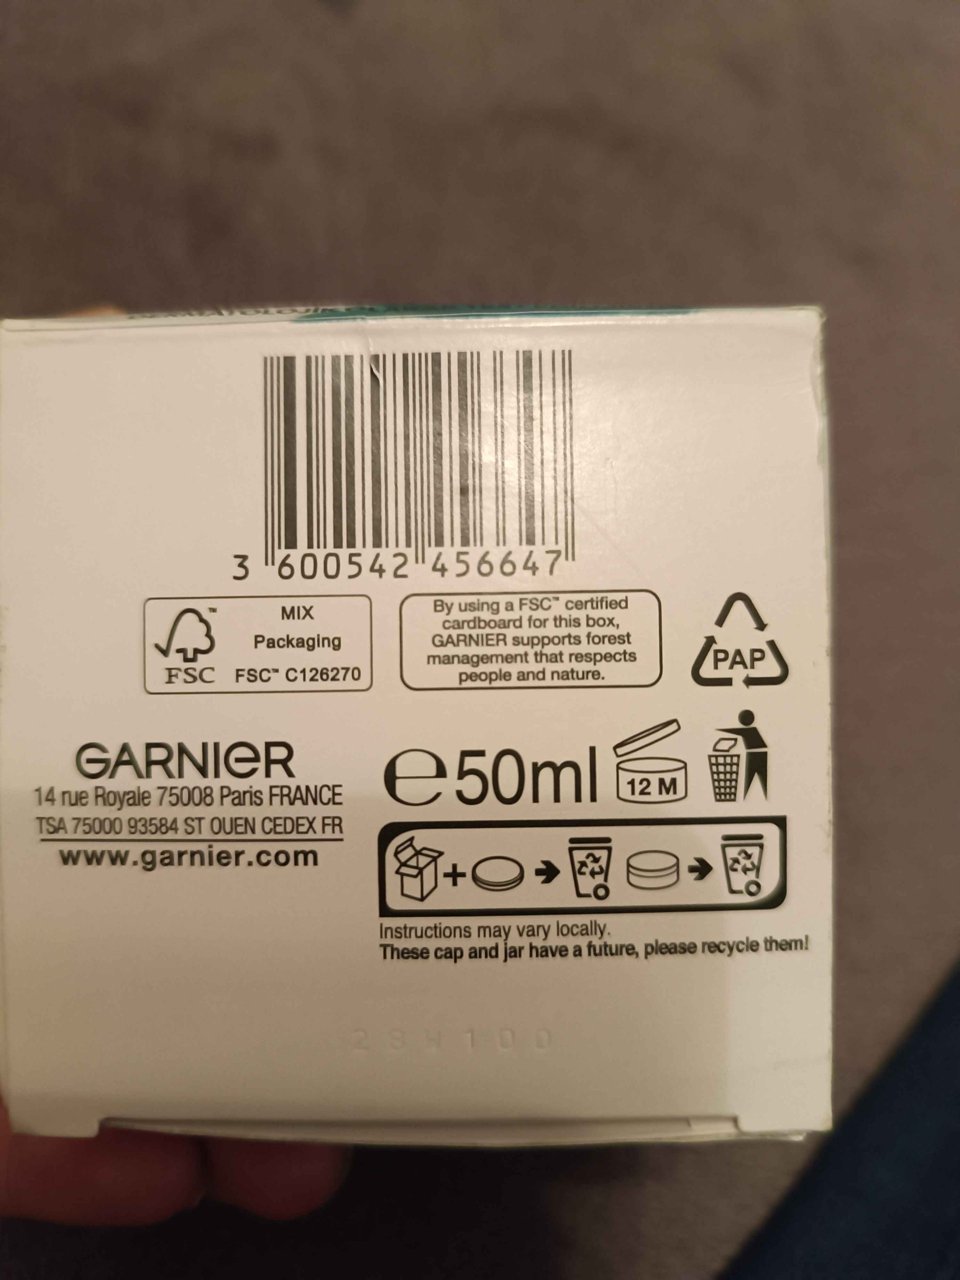 3 600542 456647
FSC™
MIX
Packaging
FSC™ C126270
By using a FSC™ certified
cardboard for this box,
GARNIER supports forest
management that respects
people and nature.
PAP
GARNIER
14 rue Royale 75008 Paris FRANCE
TSA 75000 93584 ST OUEN CEDEX FR
www.garnier.com
℮50ml
12 M
Instructions may vary locally.
These cap and jar have a future, please recycle them!